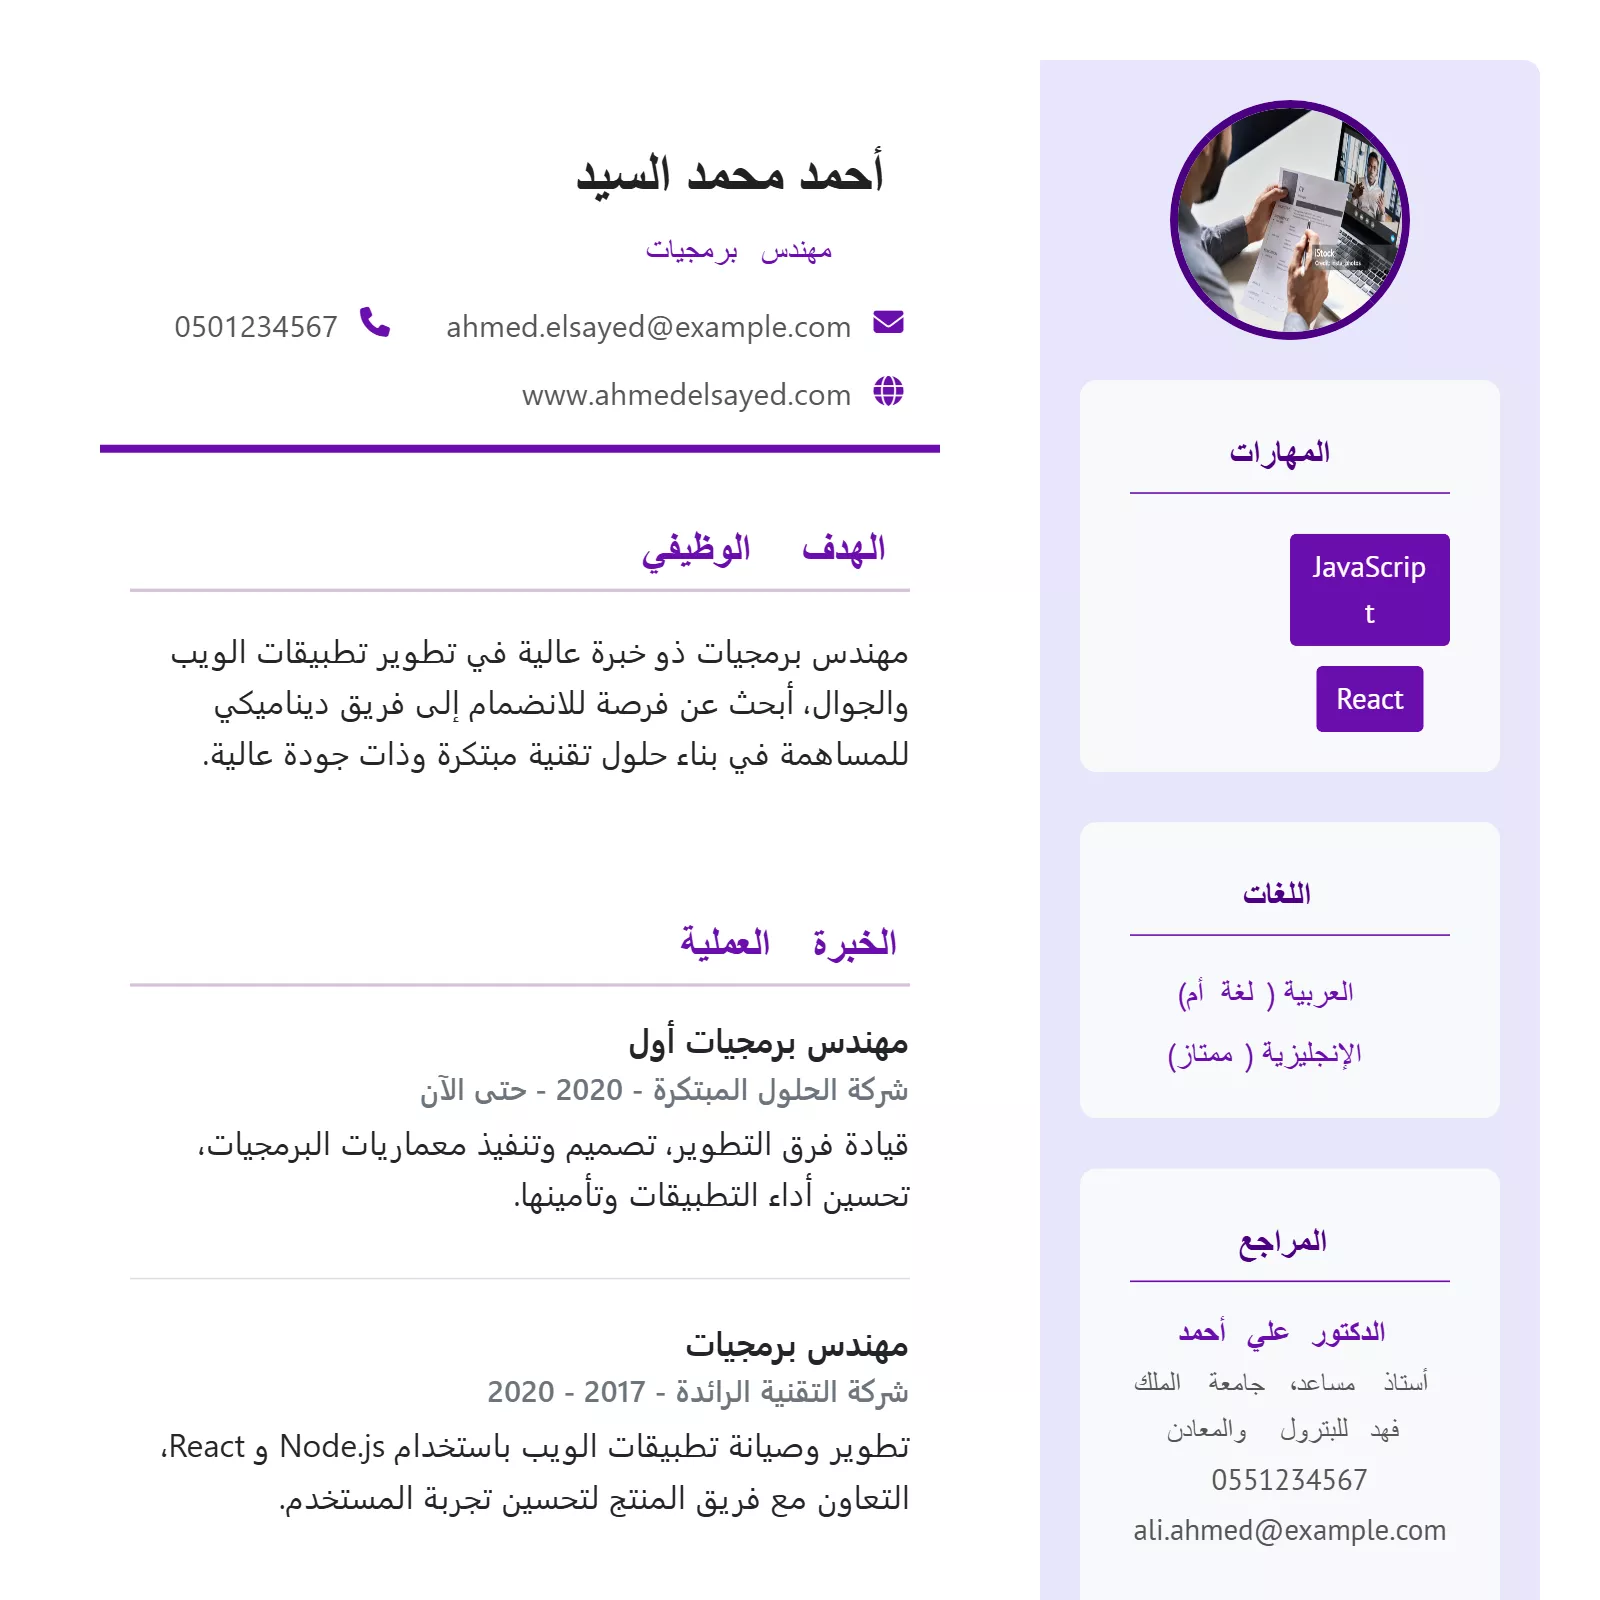 أحمد محمد السيد
مهندس برمجيات
ahmed.elsayed@example.com 0501234567
www.ahmedelsayed.com
الهدف الوظيفي
مهندس برمجيات ذو خبرة عالية في تطوير تطبيقات الويب
والجوال، أبحث عن فرصة للانضمام إلى فريق ديناميكي
للمساهمة في بناء حلول تقنية مبتكرة وذات جودة عالية.
الخبرة العملية
مهندس برمجيات أول
شركة الحلول المبتكرة - 2020 - حتى الآن
قيادة فرق التطوير، تصميم وتنفيذ معماريات البرمجيات،
تحسين أداء التطبيقات وتأمينها.
مهندس برمجيات
شركة التقنية الرائدة - 2017 - 2020
تطوير وصيانة تطبيقات الويب باستخدام Node.js و React،
التعاون مع فريق المنتج لتحسين تجربة المستخدم.
iStock
المهارات
JavaScrip
t
React
اللغات
العربية ( لغة أم)
الإنجليزية ( ممتاز)
المراجع
الدكتور علي أحمد
أستاذ مساعد، جامعة الملك
فهد للبترول والمعادن
0551234567
ali.ahmed@example.com